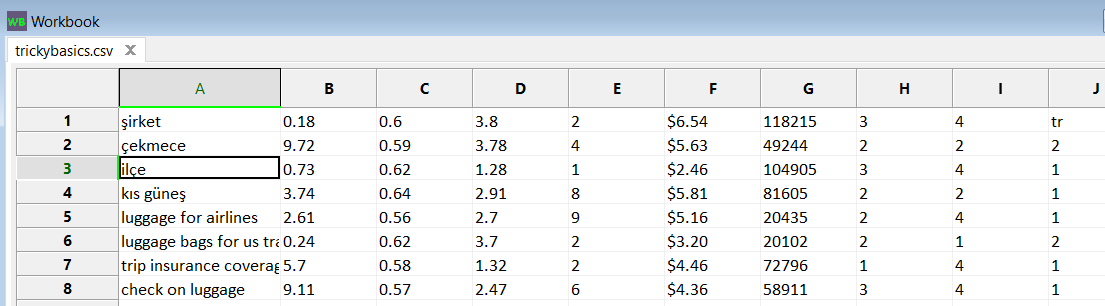 WB Workbook
trickybasics.csv X
A B C D E F G H I J
1 şirket 0.18 0.6 3.8 2 $6.54 118215 3 4 tr
2 çekmece 9.72 0.59 3.78 4 $5.63 49244 2 2 2
3 ilçe 0.73 0.62 1.28 1 $2.46 104905 3 4 1
4 kıs güneş 3.74 0.64 2.91 8 $5.81 81605 2 2 1
5 luggage for airlines 2.61 0.56 2.7 9 $5.16 20435 2 4 1
6 luggage bags for us tra 0.24 0.62 3.7 2 $3.20 20102 2 1 2
7 trip insurance coverag 5.7 0.58 1.32 2 $4.46 72796 1 4 1
8 check on luggage 9.11 0.57 2.47 6 $4.36 58911 3 4 1